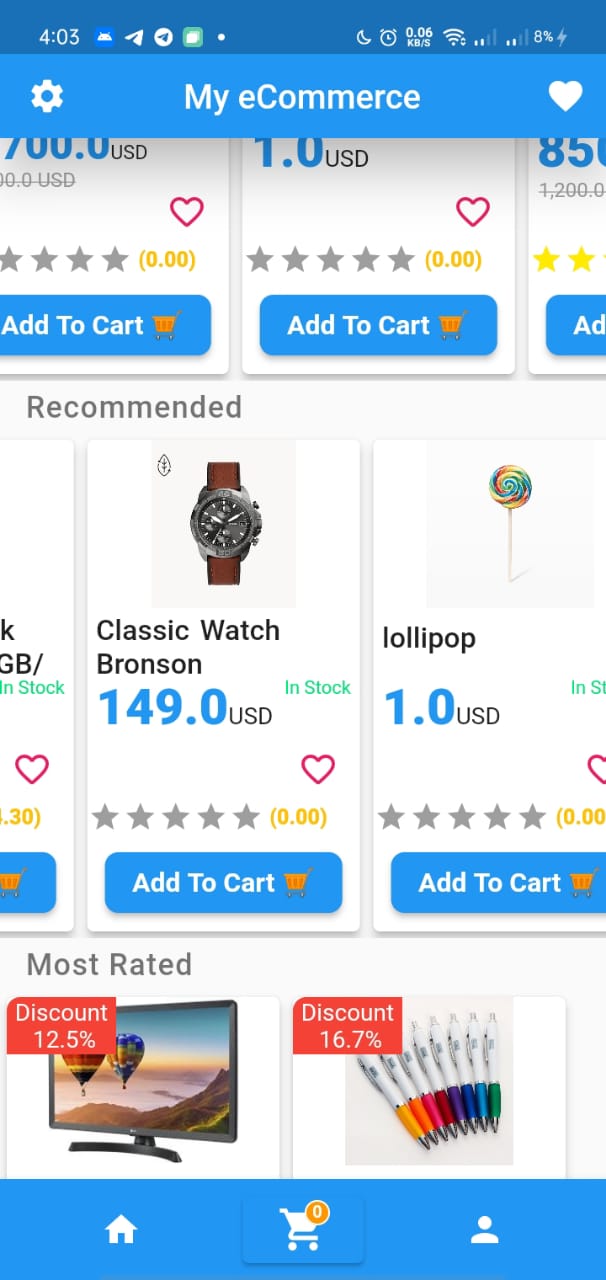 4:03
0.06
KB/S
8%
My eCommerce
700.0USD
00.0 USD
1.0USD
850
1,200.0
(0.00)
(0.00)
Add To Cart
Add To Cart
Ad
Recommended
k
GB/
In Stock
Classic Watch
Bronson
In Stock
149.0USD
lollipop
In St
1.0USD
.30)
(0.00)
(0.00
Add To Cart
Add To Cart
Most Rated
Discount
12.5%
Discount
16.7%
0